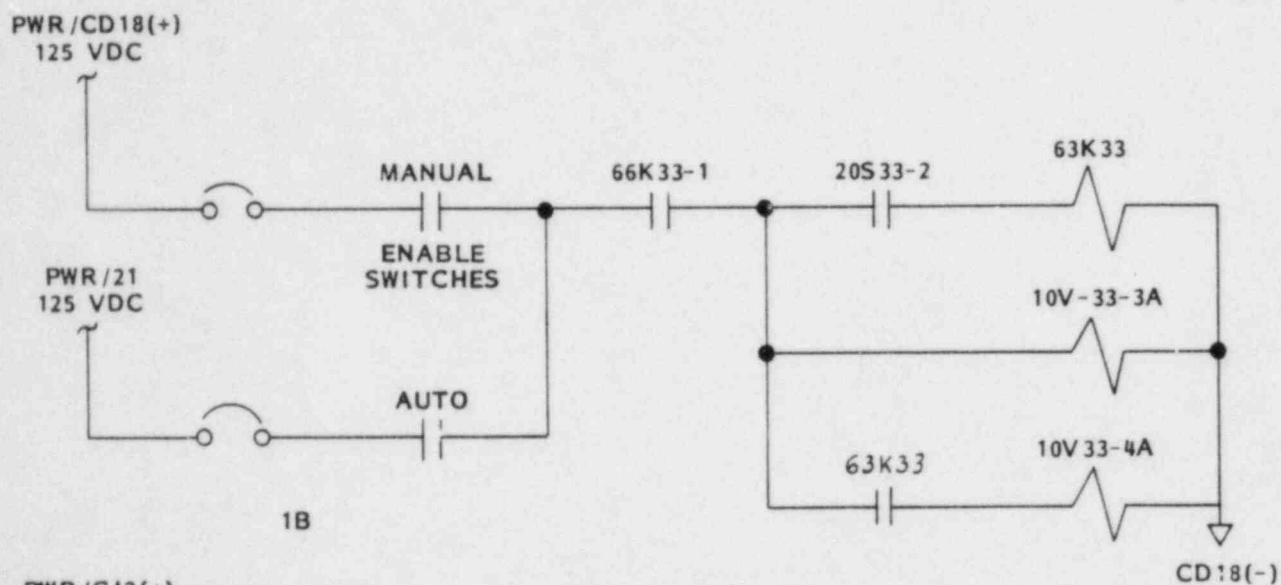 PWR/CD18(+)
125 VDC
MANUAL
66K33-1
20S33-2
63K33
ENABLE
SWITCHES
PWR/21
125 VDC
10V-33-3A
AUTO
63K33
10V33-4A
1B
CD18(-)